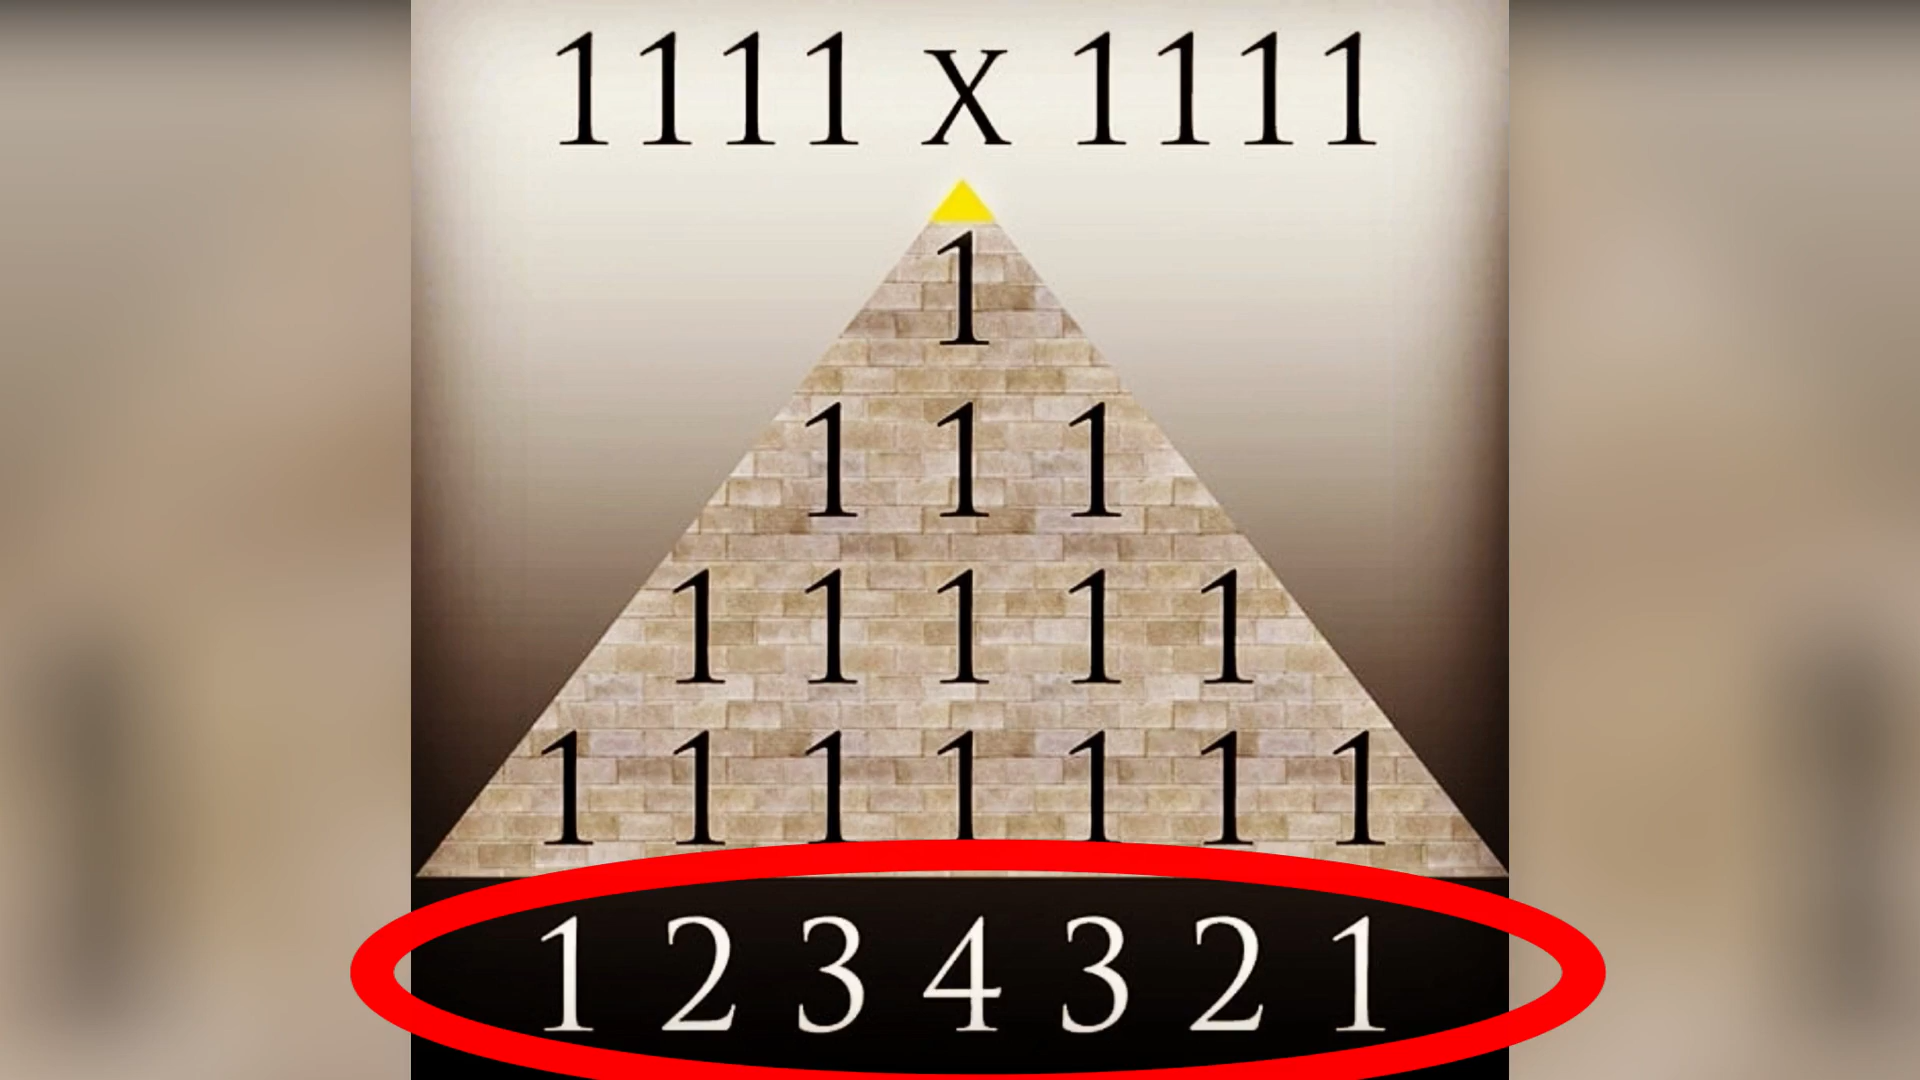 1111 x 1111
1
1 1 1
1 1 1 1 1
1 1 1 1 1 1 1
1 2 3 4 3 2 1